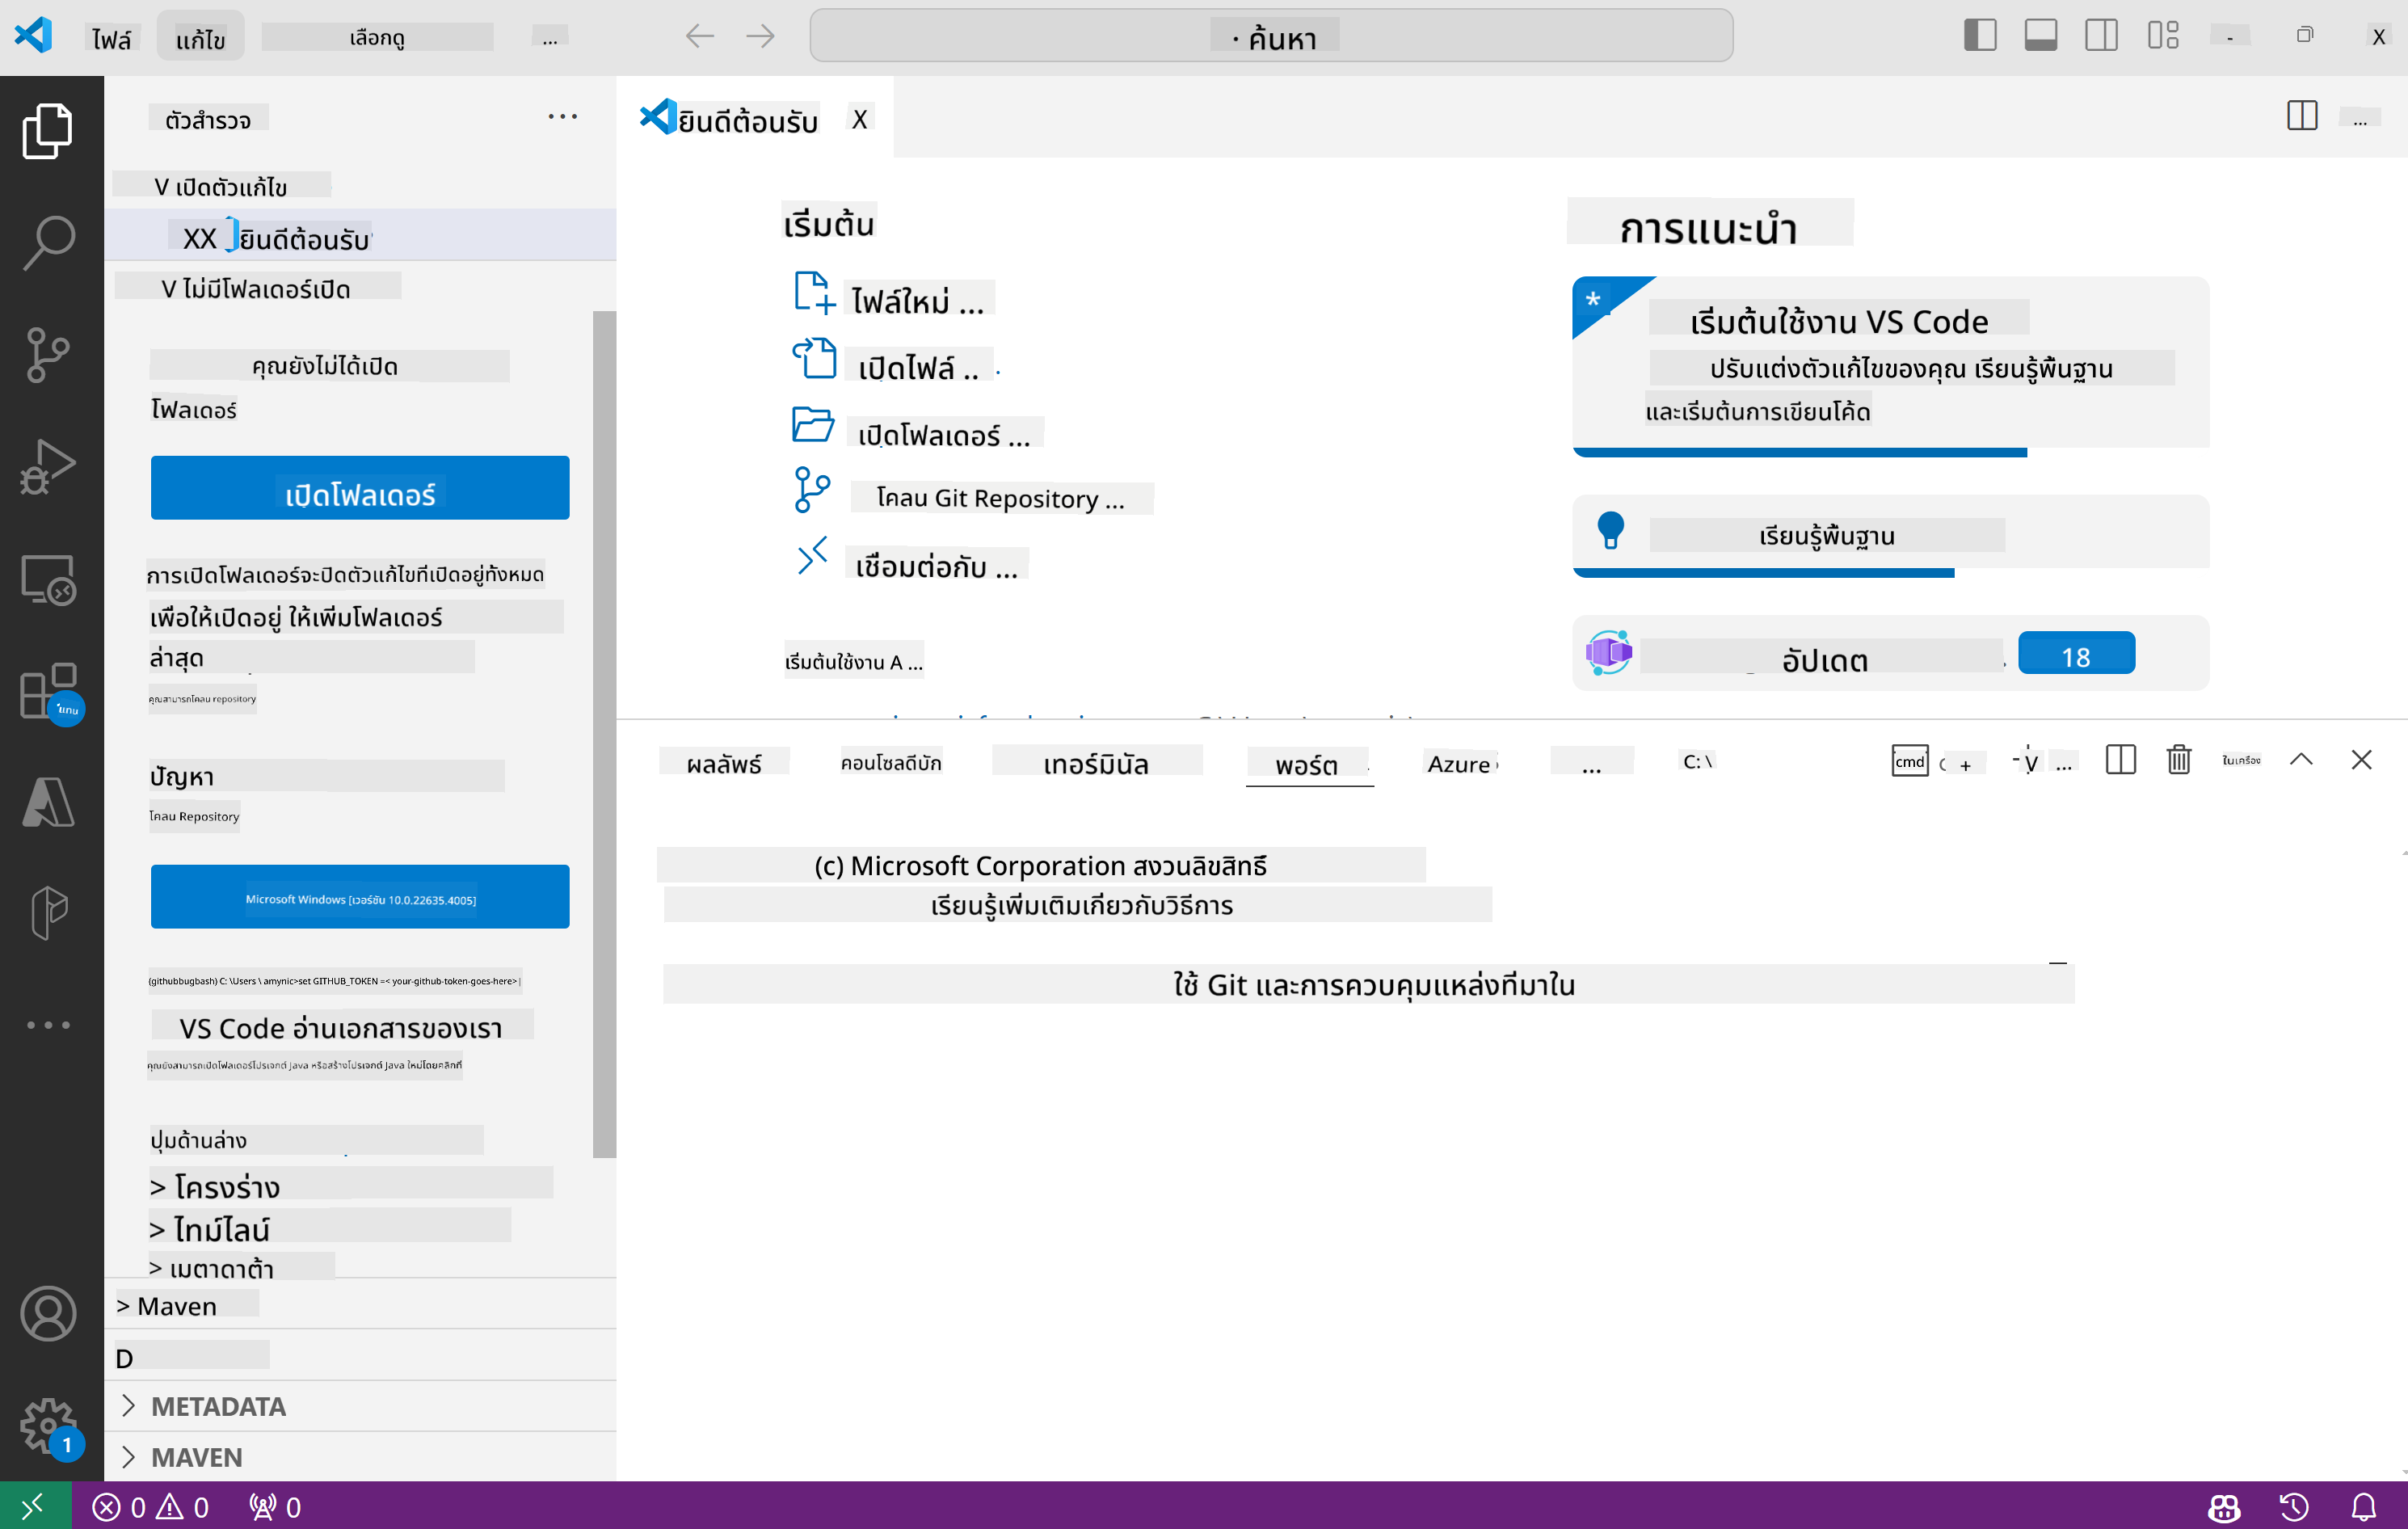 ไฟล์ แก้ไข เลือกดู ... · ค้นหา - X
ตัวสำรวจ
V เปิดตัวแก้ไข
XX ยินดีต้อนรับ
V ไม่มีโฟลเดอร์เปิด
คุณยังไม่ได้เปิด
โฟลเดอร์
เปิดโฟลเดอร์
การเปิดโฟลเดอร์จะปิดตัวแก้ไขที่เปิดอยู่ทั้งหมด
เพื่อให้เปิดอยู่ ให้เพิ่มโฟลเดอร์
ล่าสุด
คุณสามารถโคลน repository
ปัญหา
โคลน Repository
Microsoft Windows [เวอร์ชัน 10.0.22635.4005]
(githubbugbash) C: \Users \ amynic>set GITHUB_TOKEN =< your-github-token-goes-here>|
VS Code อ่านเอกสารของเรา
คุณยังสามารถเปิดโฟลเดอร์โปรเจกต์ Java หรือสร้างโปรเจกต์ Java ใหม่โดยคลิกที่
ปุ่มด้านล่าง
> โครงร่าง
> ไทม์ไลน์
> เมตาดาต้า
> Maven
D
METADATA
MAVEN
1
ยินดีต้อนรับ X ...
เริ่มต้น
ไฟล์ใหม่ ...
เปิดไฟล์ ..
เปิดโฟลเดอร์ ...
โคลน Git Repository ...
เชื่อมต่อกับ ...
เริ่มต้นใช้งาน A ...
การแนะนำ
* เริ่มต้นใช้งาน VS Code
ปรับแต่งตัวแก้ไขของคุณ เรียนรู้พื้นฐาน
และเริ่มต้นการเขียนโค้ด
เรียนรู้พื้นฐาน
อัปเดต 18
ผลลัพธ์ คอนโซลดีบัก เทอร์มินัล พอร์ต Azure ... C: \ cmd + V ... ในเครื่อง
(c) Microsoft Corporation สงวนลิขสิทธิ์
เรียนรู้เพิ่มเติมเกี่ยวกับวิธีการ
ใช้ Git และการควบคุมแหล่งที่มาใน
0 0 0